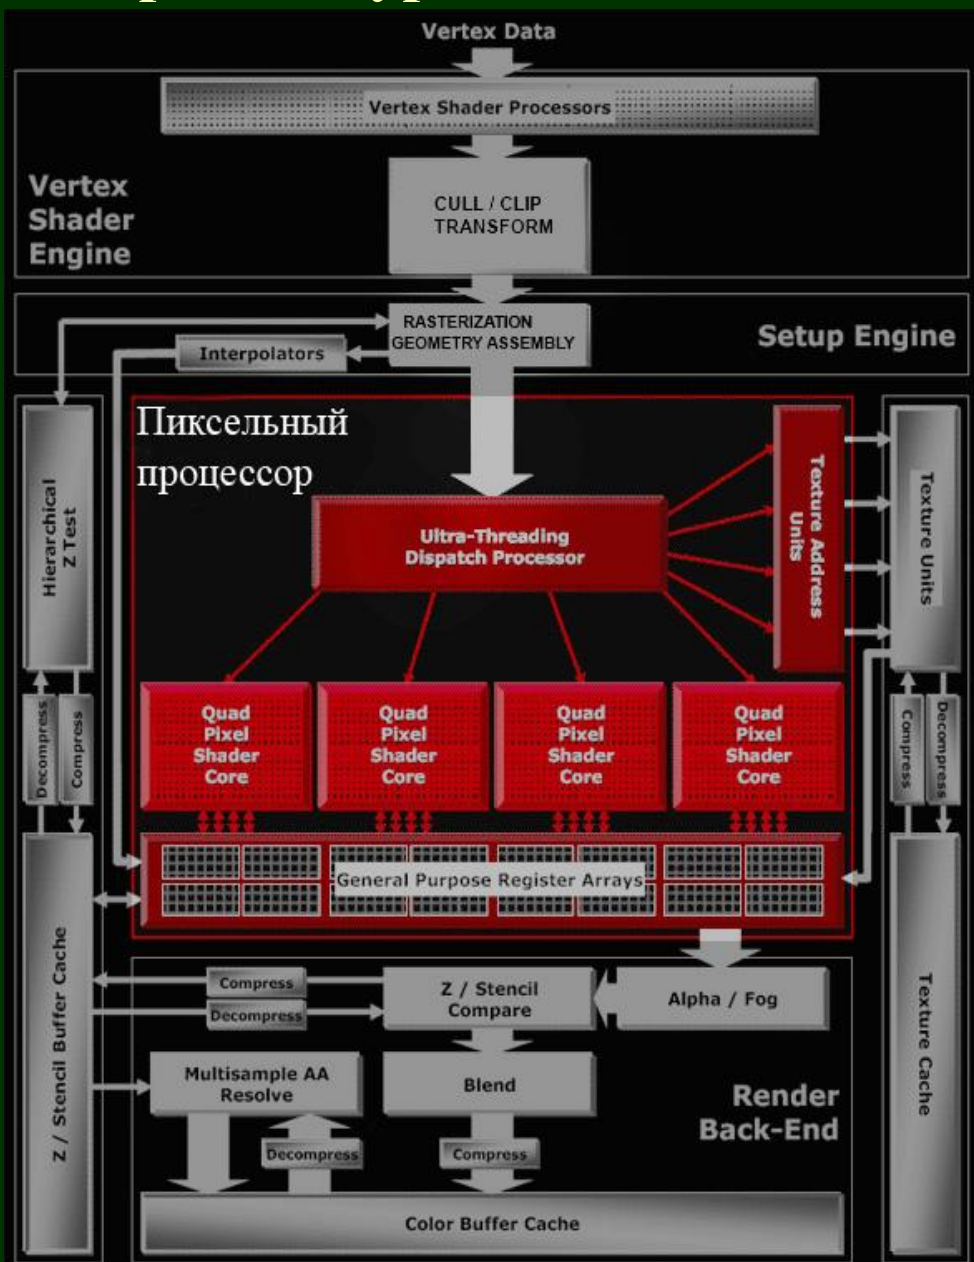 Vertex Data
Vertex Shader Processors
Vertex
Shader
Engine
CULL / CLIP
TRANSFORM
RASTERIZATION
GEOMETRY ASSEMBLY
Setup Engine
Interpolators
Пиксельный
процессор
Hierarchical
Z Test
Ultra-Threading
Dispatch Processor
Texture Address
Units
Texture Units
Quad
Pixel
Shader
Core
Quad
Pixel
Shader
Core
Quad
Pixel
Shader
Core
Quad
Pixel
Shader
Core
Decompress
Compress
Compress
Decompress
General Purpose Register Arrays
Z / Stencil Buffer Cache
Texture Cache
Compress
Decompress
Z / Stencil
Compare
Alpha / Fog
Multisample AA
Resolve
Blend
Render
Back-End
Decompress
Compress
Color Buffer Cache